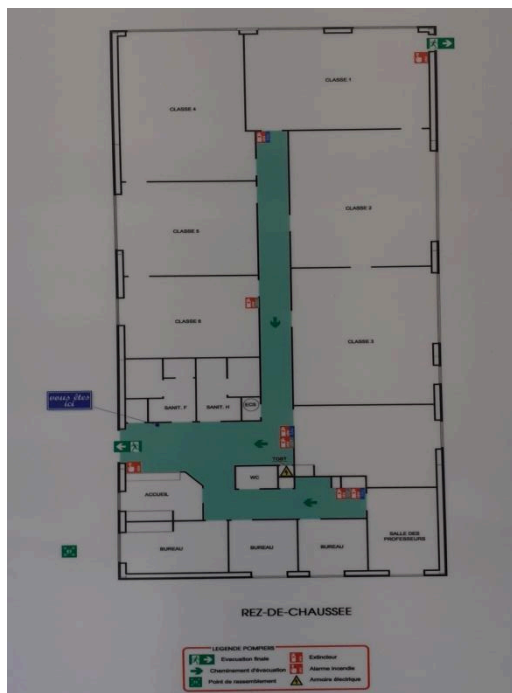 CLASSE 1
CLASSE 4
CLASSE 2
CLASSE 5
CLASSE 6
CLASSE 3
vous êtes
ici
SANIT. F
SANIT. H
ECS
TGBT
WC
ACCUEIL
SALLE DES
PROFESSEURS
BUREAU
BUREAU
BUREAU
REZ-DE-CHAUSSEE
LEGENDE POMPIERS
Evacuation finale
Extincteur
Cheminement d'évacuation
Alarme incendie
Point de rassemblement
Armoire électrique